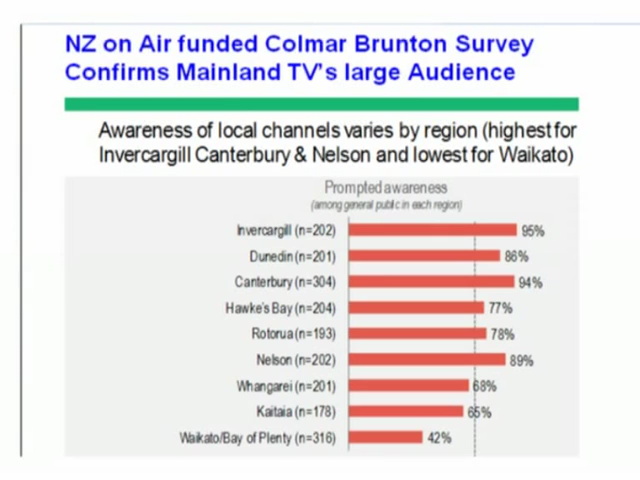 NZ on Air funded Colmar Brunton Survey
Confirms Mainland TV's large Audience
Awareness of local channels varies by region (highest for
Invercargill Canterbury & Nelson and lowest for Waikato)
Prompted awareness
(among general public in each region)
Invercargill (n=202) 95%
Dunedin (n=201) 86%
Canterbury (n=304) 94%
Hawke's Bay (n=204) 77%
Rotorua (n=193) 78%
Nelson (n=202) 89%
Whangarei (n=201) 68%
Kaitaia (n=178) 65%
Waikato/Bay of Plenty (n=316) 42%